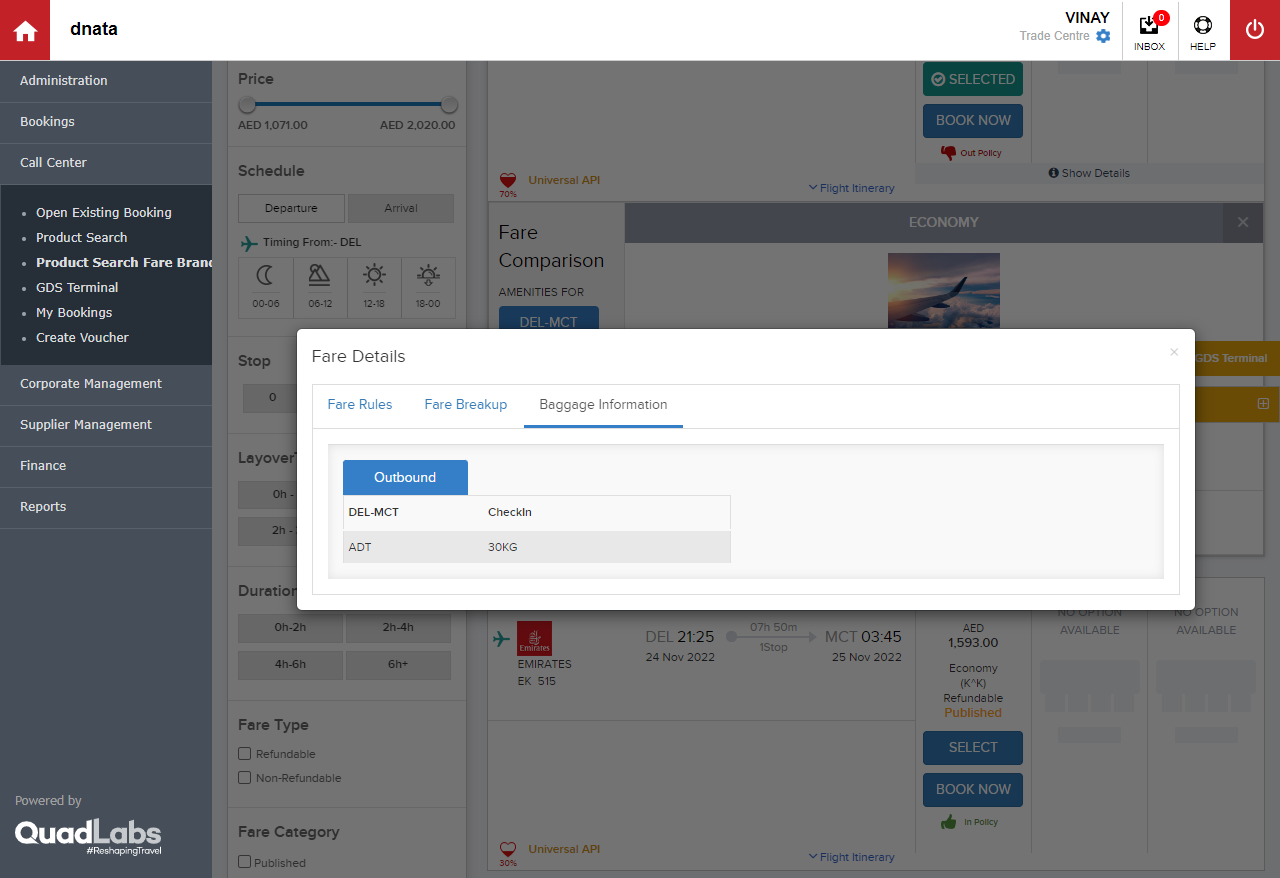 dnata
VINAY
Trade Centre
0
INBOX
HELP
Administration
Bookings
Call Center
Open Existing Booking
Product Search
Product Search Fare Brand
GDS Terminal
My Bookings
Create Voucher
Corporate Management
Supplier Management
Finance
Reports
Powered by
QuadLabs
#ReshapingTravel
Price
AED 1,071.00 AED 2,020.00
Schedule
Departure Arrival
Timing From:- DEL
00-06 06-12 12-18 18-00
Stop
0
Layover
0h -
2h -
Duration
0h-2h 2h-4h
4h-6h 6h+
Fare Type
Refundable
Non-Refundable
Fare Category
Published
SELECTED
BOOK NOW
Out Policy
Show Details
70%
Universal API
Flight Itinerary
Fare
Comparison
AMENITIES FOR
DEL-MCT
ECONOMY
×
GDS Terminal
Fare Details
×
Fare Rules Fare Breakup Baggage Information
Outbound
DEL-MCT CheckIn
ADT 30KG
Emirates
EMIRATES
EK 515
DEL 21:25
24 Nov 2022
07h 50m
1Stop
MCT 03:45
25 Nov 2022
AED
1,593.00
Economy
(K^K)
Refundable
Published
SELECT
BOOK NOW
In Policy
NO OPTION
AVAILABLE
NO OPTION
AVAILABLE
30%
Universal API
Flight Itinerary